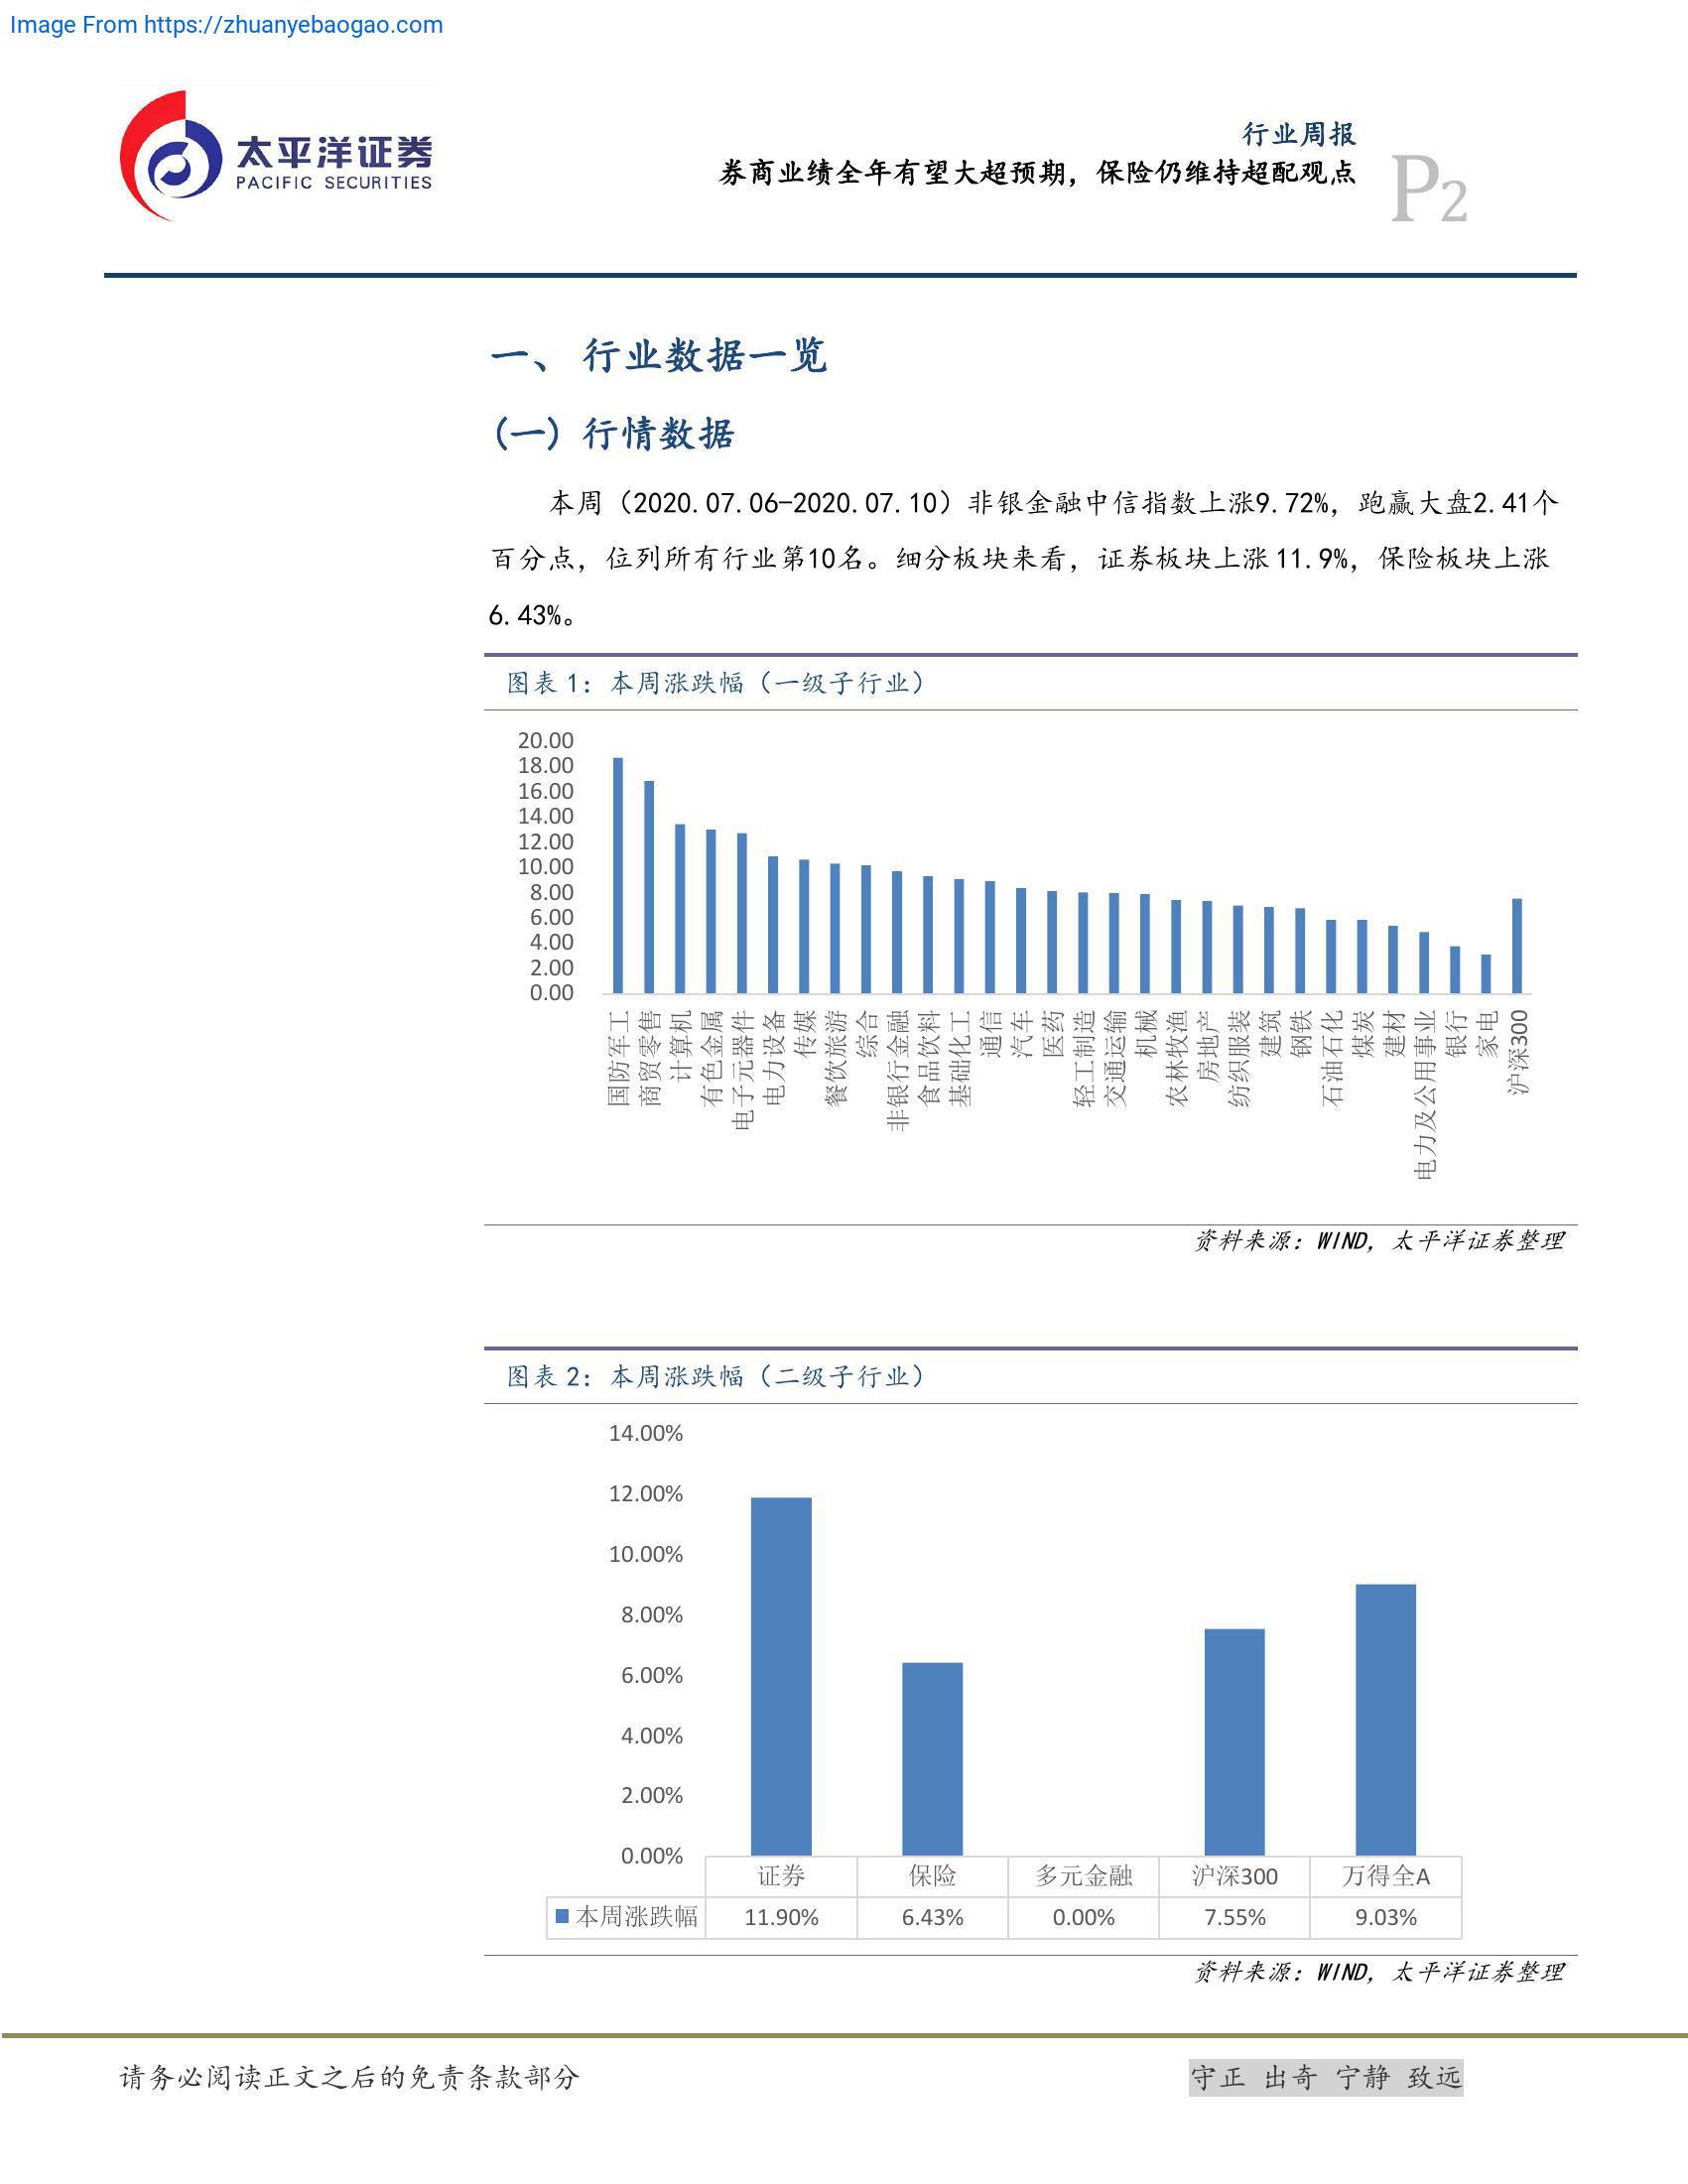 Image From https://zhuanyebaogao.com
太平洋证券
PACIFIC SECURITIES
行业周报
券商业绩全年有望大超预期，保险仍维持超配观点
P2
一、 行业数据一览
(一) 行情数据
本周（2020.07.06-2020.07.10）非银金融中信指数上涨9.72%，跑赢大盘2.41个
百分点，位列所有行业第10名。细分板块来看，证券板块上涨11.9%，保险板块上涨
6.43%。
图表 1：本周涨跌幅（一级子行业）
20.00
18.00
16.00
14.00
12.00
10.00
8.00
6.00
4.00
2.00
0.00
国防军工
商贸零售
计算机
有色金属
电子元器件
电力设备
传媒
餐饮旅游
综合
非银行金融
食品饮料
基础化工
通信
汽车
医药
轻工制造
交通运输
机械
农林牧渔
房地产
纺织服装
建筑
钢铁
石油石化
煤炭
建材
电力及公用事业
银行
家电
沪深300
资料来源：WIND，太平洋证券整理
图表 2：本周涨跌幅（二级子行业）
14.00%
12.00%
10.00%
8.00%
6.00%
4.00%
2.00%
0.00%
证券 保险 多元金融 沪深300 万得全A
本周涨跌幅 11.90% 6.43% 0.00% 7.55% 9.03%
资料来源：WIND，太平洋证券整理
请务必阅读正文之后的免责条款部分
守正 出奇 宁静 致远